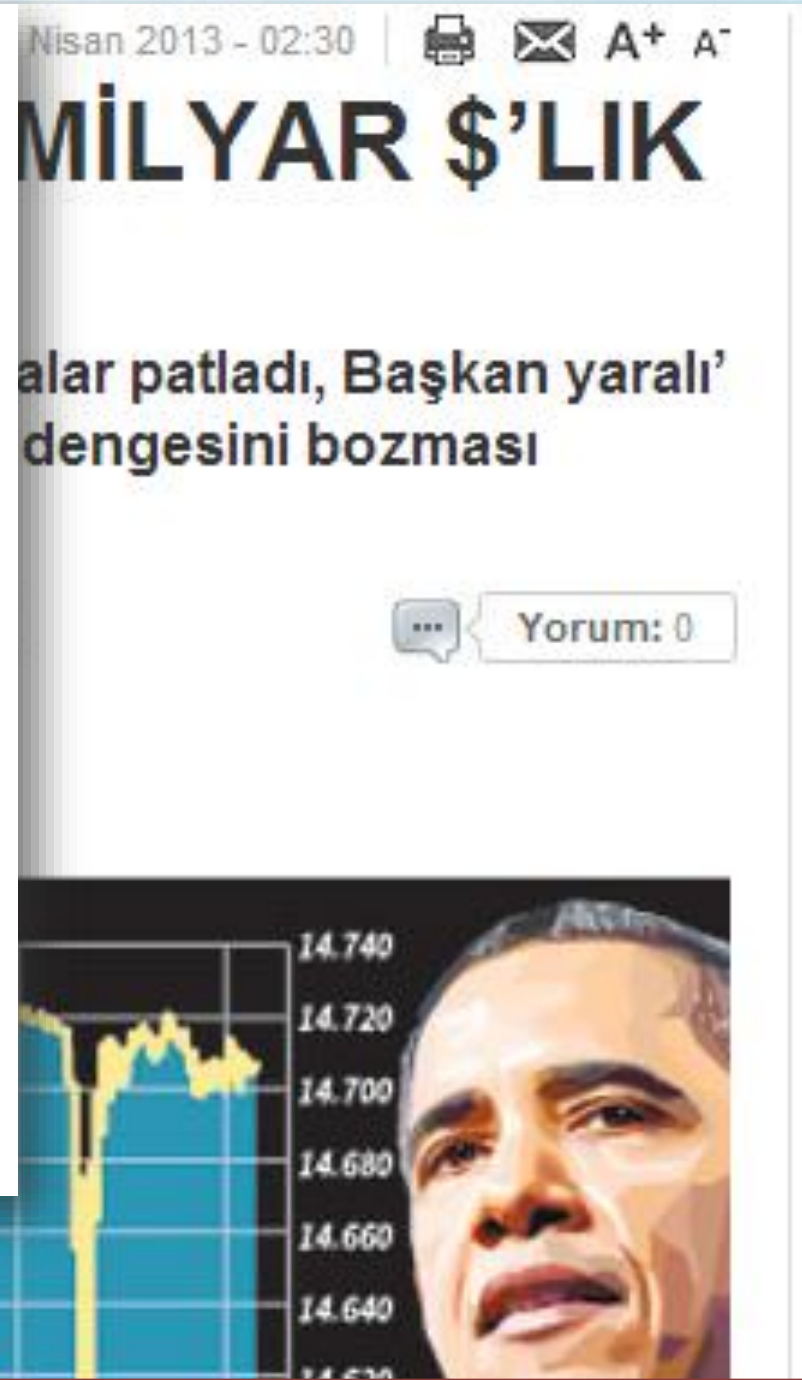 Nisan 2013 - 02:30 A+ A-
MİLYAR $'LIK
alar patladı, Başkan yaralı'
dengesini bozması
Yorum: 0
14.740
14.720
14.700
14.680
14.660
14.640